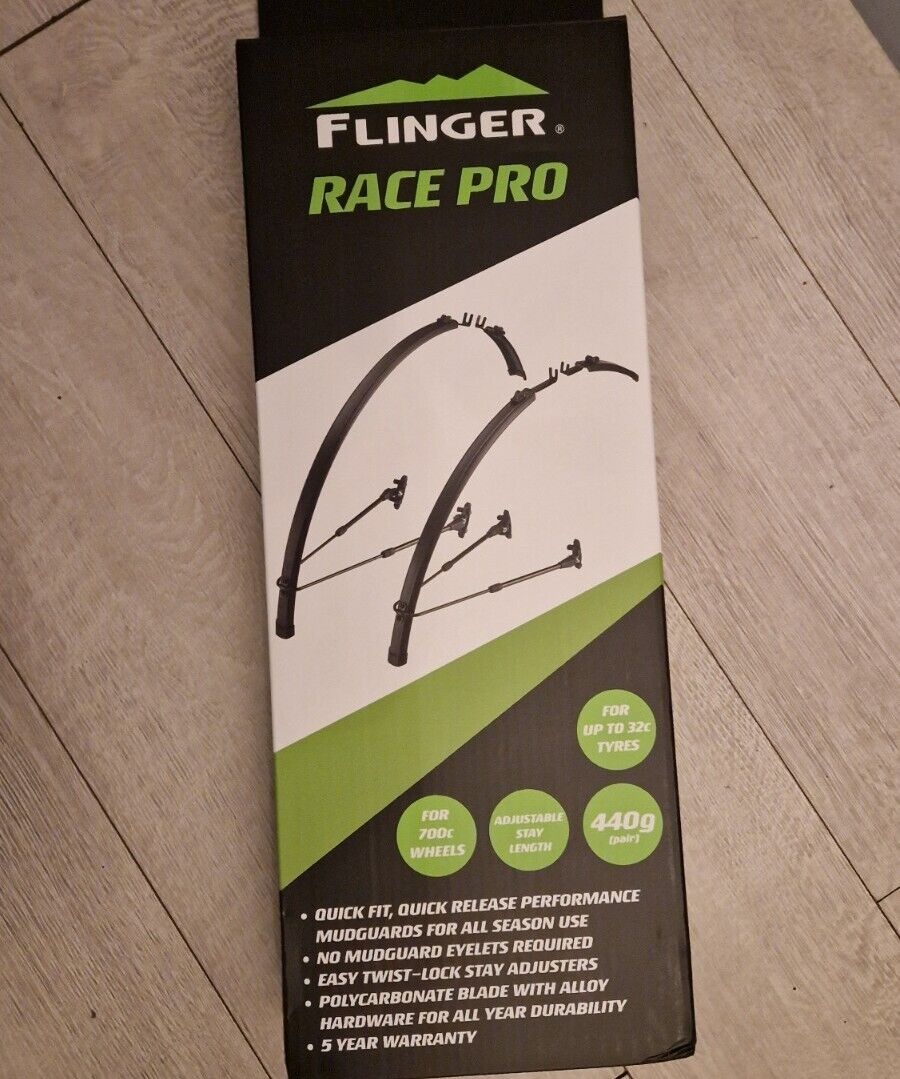 FLINGER®
RACE PRO
FOR
UP TO 32c
TYRES
FOR
700c
WHEELS
ADJUSTABLE
STAY
LENGTH
440g
(pair)
• QUICK FIT, QUICK RELEASE PERFORMANCE
MUDGUARDS FOR ALL SEASON USE
• NO MUDGUARD EYELETS REQUIRED
• EASY TWIST-LOCK STAY ADJUSTERS
• POLYCARBONATE BLADE WITH ALLOY
HARDWARE FOR ALL YEAR DURABILITY
• 5 YEAR WARRANTY